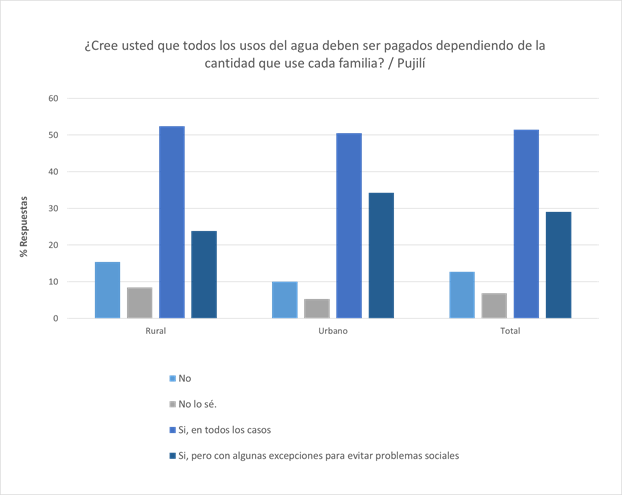 ¿Cree usted que todos los usos del agua deben ser pagados dependiendo de la
cantidad que use cada familia? / Pujilí
60
50
40
30
20
10
0
% Respuestas
Rural
Urbano
Total
No
No lo sé.
Si, en todos los casos
Si, pero con algunas excepciones para evitar problemas sociales